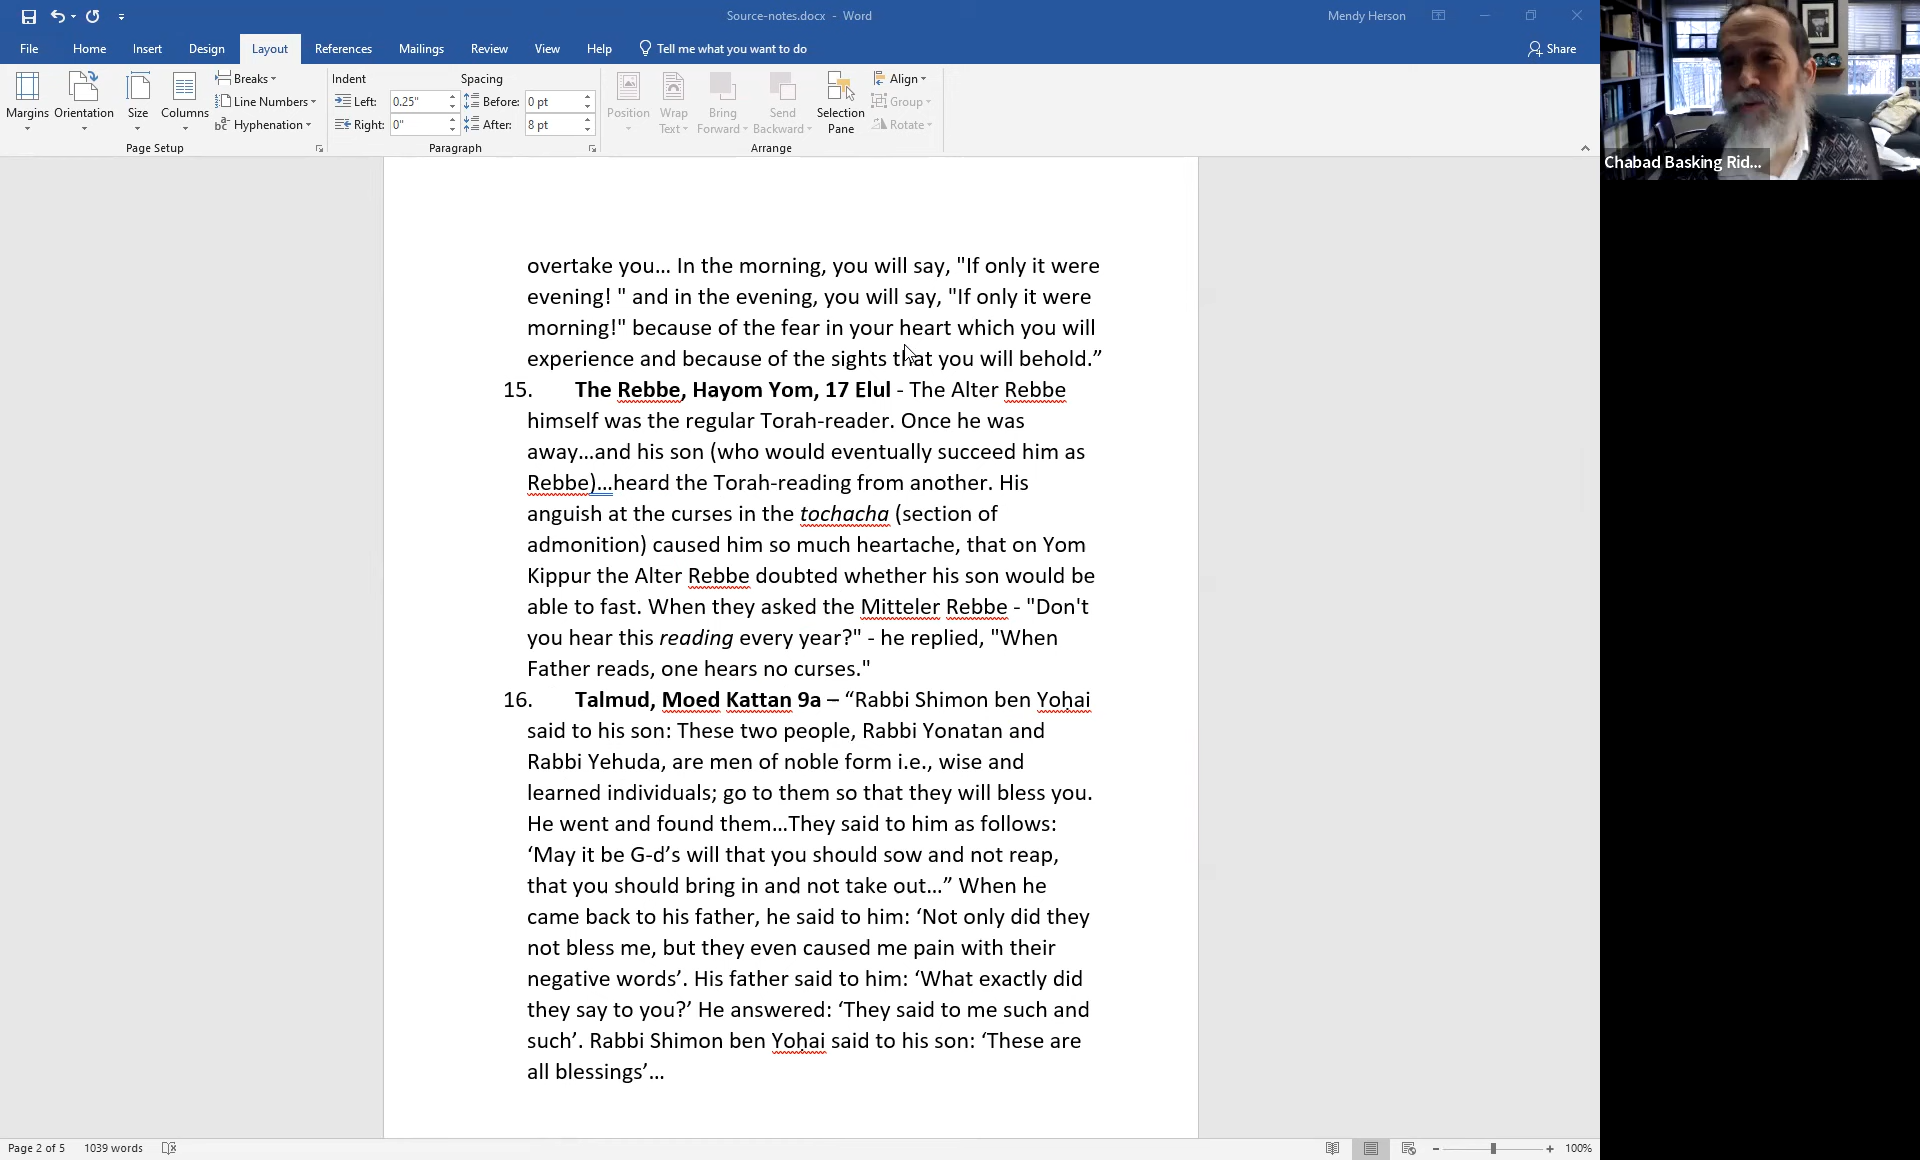 Source-notes.docx - Word
Mendy Herson
File Home Insert Design Layout References Mailings Review View Help Tell me what you want to do Share
Margins Orientation Size Columns Breaks Line Numbers Hyphenation
Page Setup
Indent Spacing
Left: 0.25" Before: 0 pt
Right: 0" After: 8 pt
Paragraph
Position Wrap Text Bring Forward Send Backward Selection Pane Align Group Rotate
Arrange
Chabad Basking Rid...
overtake you… In the morning, you will say, "If only it were
evening! " and in the evening, you will say, "If only it were
morning!" because of the fear in your heart which you will
experience and because of the sights that you will behold.”
15. The Rebbe, Hayom Yom, 17 Elul - The Alter Rebbe
himself was the regular Torah-reader. Once he was
away…and his son (who would eventually succeed him as
Rebbe)…heard the Torah-reading from another. His
anguish at the curses in the tochacha (section of
admonition) caused him so much heartache, that on Yom
Kippur the Alter Rebbe doubted whether his son would be
able to fast. When they asked the Mitteler Rebbe - "Don't
you hear this reading every year?" - he replied, "When
Father reads, one hears no curses."
16. Talmud, Moed Kattan 9a – “Rabbi Shimon ben Yoḥai
said to his son: These two people, Rabbi Yonatan and
Rabbi Yehuda, are men of noble form i.e., wise and
learned individuals; go to them so that they will bless you.
He went and found them…They said to him as follows:
‘May it be G-d’s will that you should sow and not reap,
that you should bring in and not take out…” When he
came back to his father, he said to him: ‘Not only did they
not bless me, but they even caused me pain with their
negative words’. His father said to him: ‘What exactly did
they say to you?’ He answered: ‘They said to me such and
such’. Rabbi Shimon ben Yoḥai said to his son: ‘These are
all blessings’…
Page 2 of 5 1039 words 100%